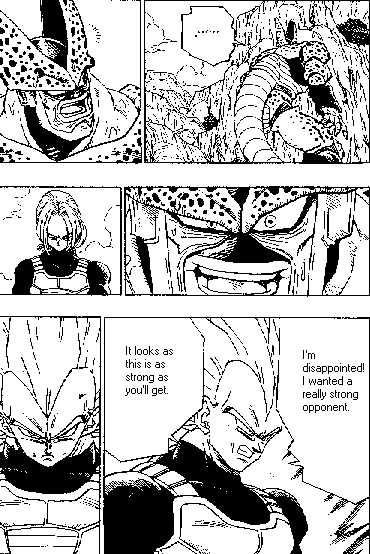 It looks as
this is as
strong as
you'll get.
I'm
disappointed!
I wanted a
really strong
opponent.